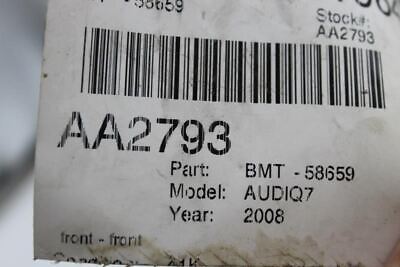 - 58659
Stock#:
AA2793
AA2793
Part: BMT - 58659
Model: AUDIQ7
Year: 2008
front - front